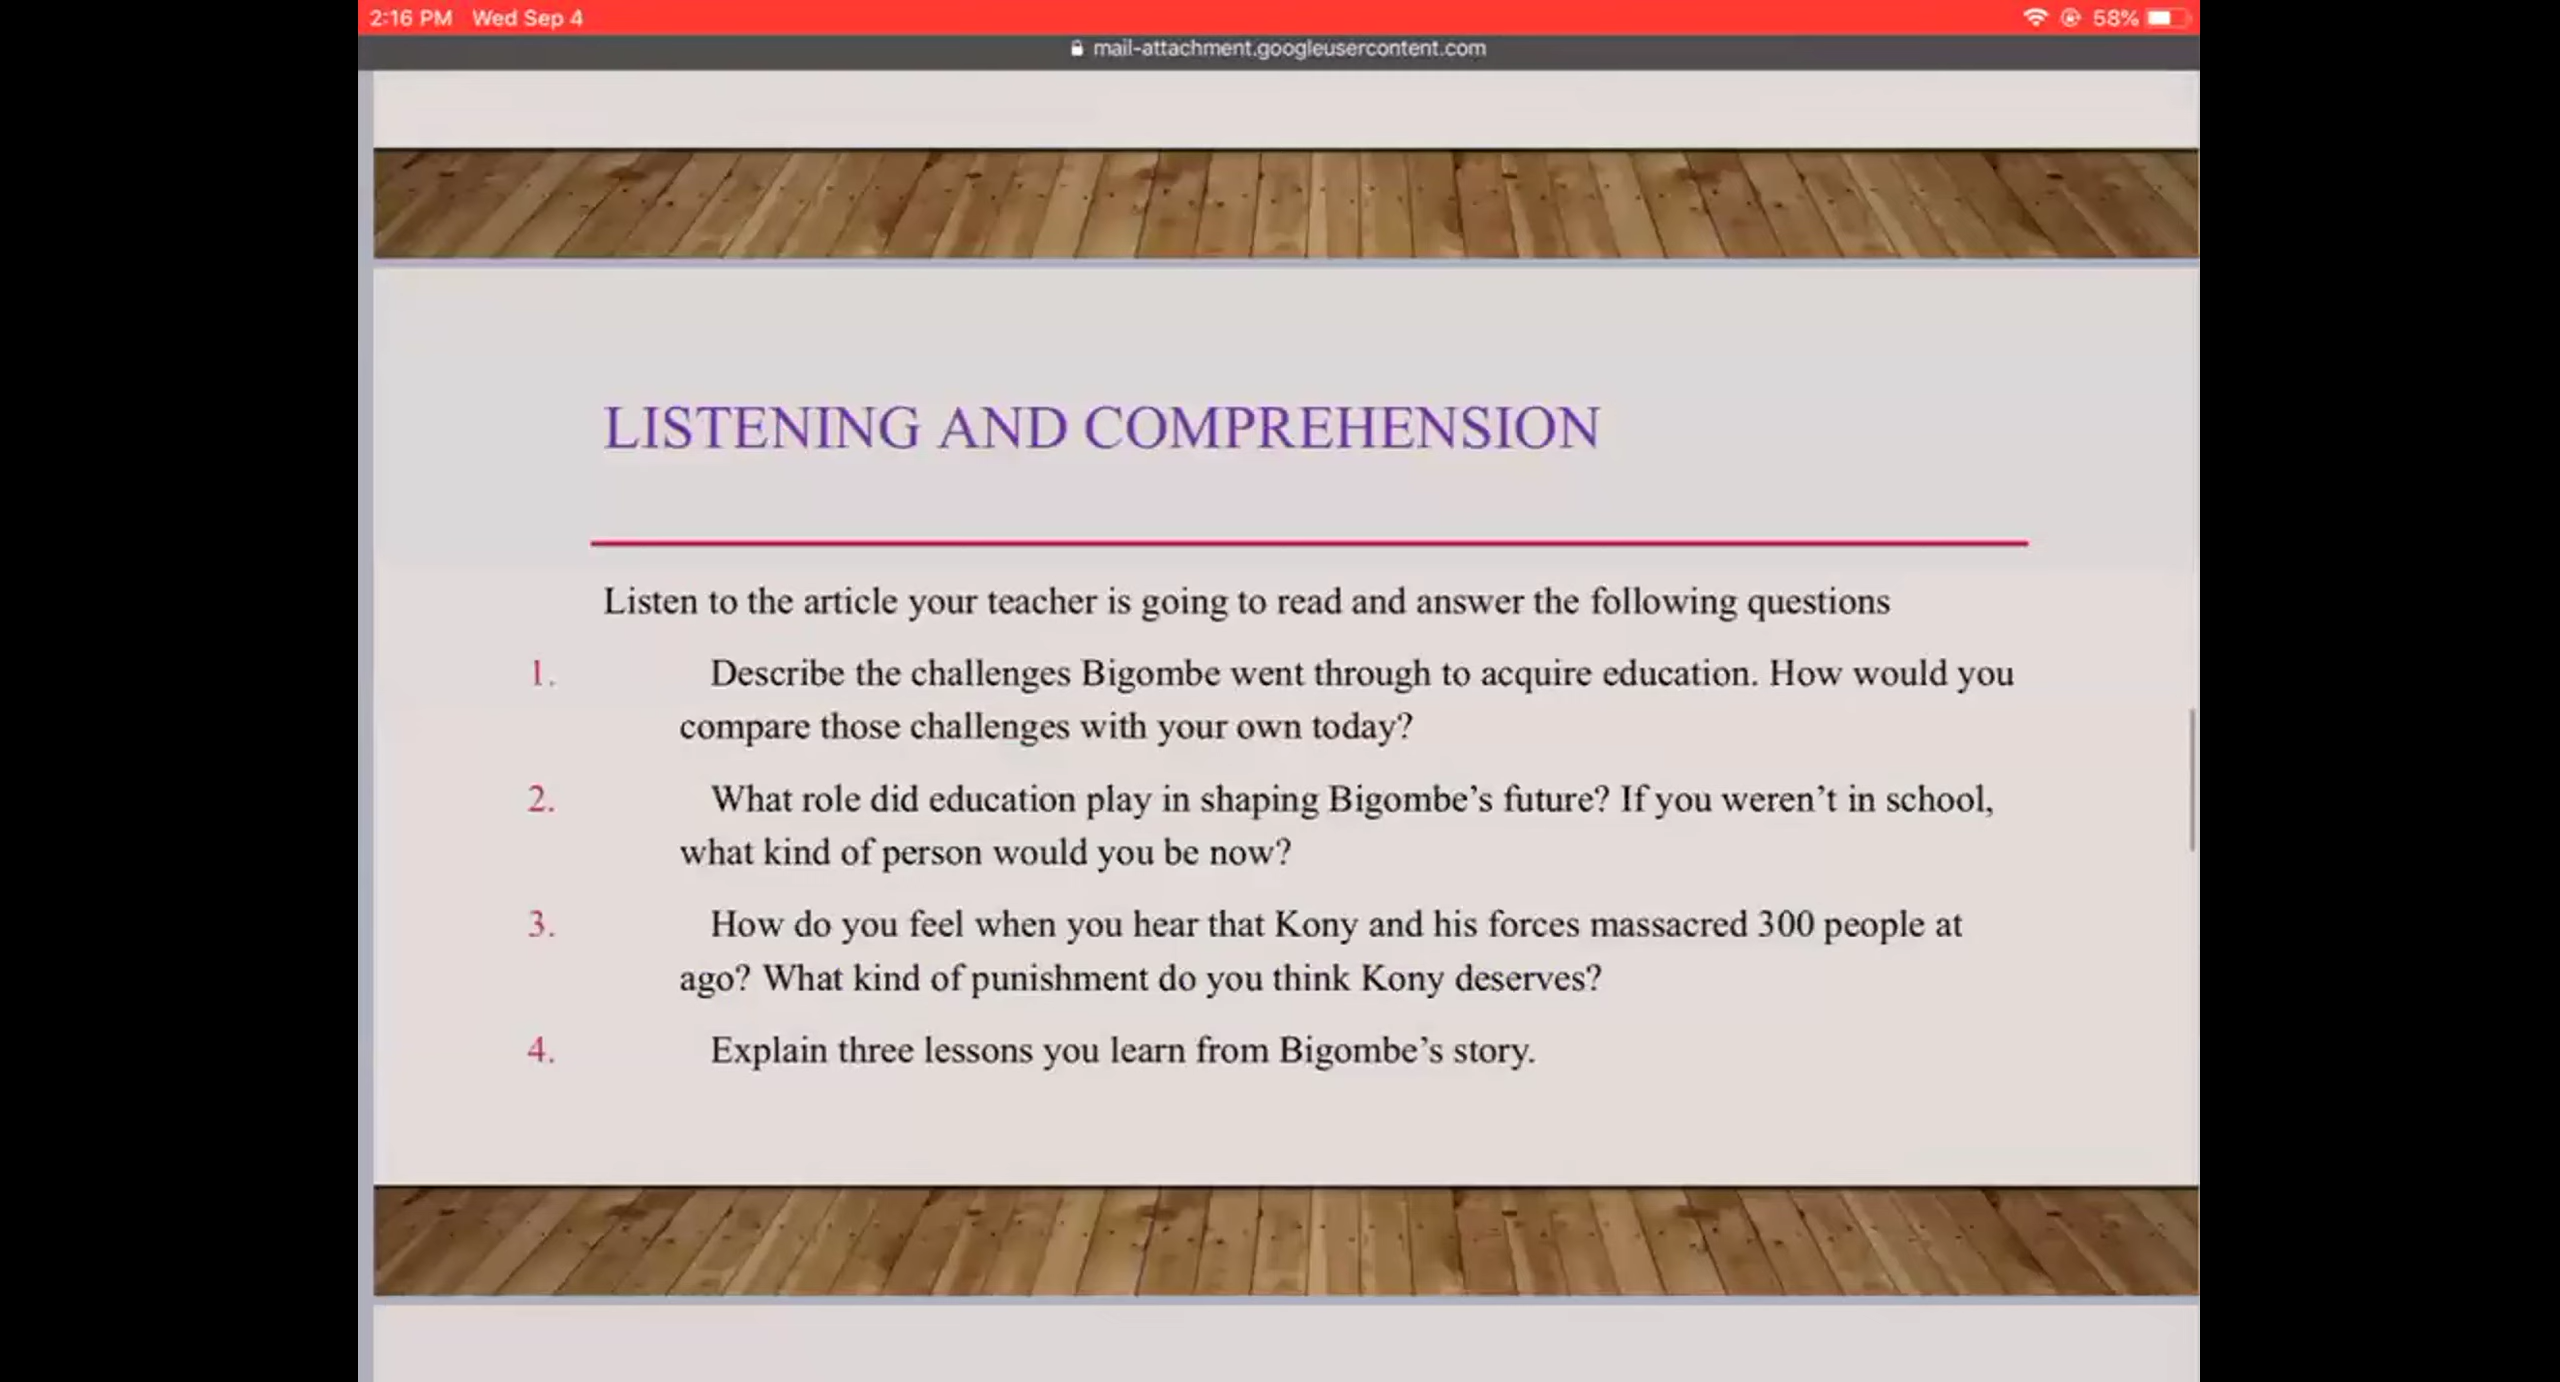 2:16 PM Wed Sep 4
58%
mail-attachment.googleusercontent.com
LISTENING AND COMPREHENSION
Listen to the article your teacher is going to read and answer the following questions
1. Describe the challenges Bigombe went through to acquire education. How would you
compare those challenges with your own today?
2. What role did education play in shaping Bigombe’s future? If you weren’t in school,
what kind of person would you be now?
3. How do you feel when you hear that Kony and his forces massacred 300 people at
ago? What kind of punishment do you think Kony deserves?
4. Explain three lessons you learn from Bigombe’s story.